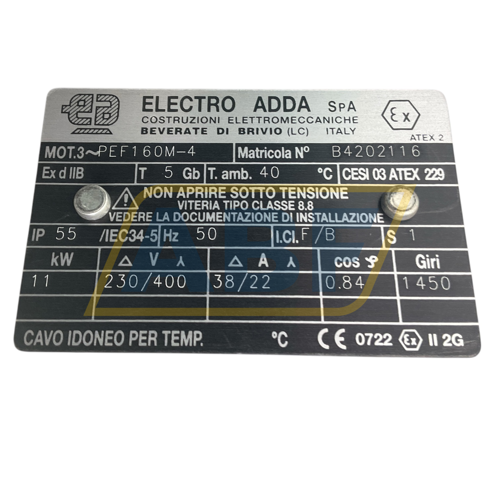 ELECTRO ADDA SpA
COSTRUZIONI ELETTROMECCANICHE
BEVERATE DI BRIVIO (LC) ITALY
Ex
ATEX 2
MOT.3~PEF160M-4 Matricola N° B4202116
Ex d IIB T 5 Gb T. amb. 40 °C CESI 03 ATEX 229
NON APRIRE SOTTO TENSIONE
VITERIA TIPO CLASSE 8.8
VEDERE LA DOCUMENTAZIONE DI INSTALLAZIONE
IP 55 /IEC34-5 Hz 50 I.CI. F/B S 1
kW Δ V Y Δ A Y cos φ Giri
11 230/400 38/22 0.84 1450
CAVO IDONEO PER TEMP. °C CE 0722 Ex II 2G